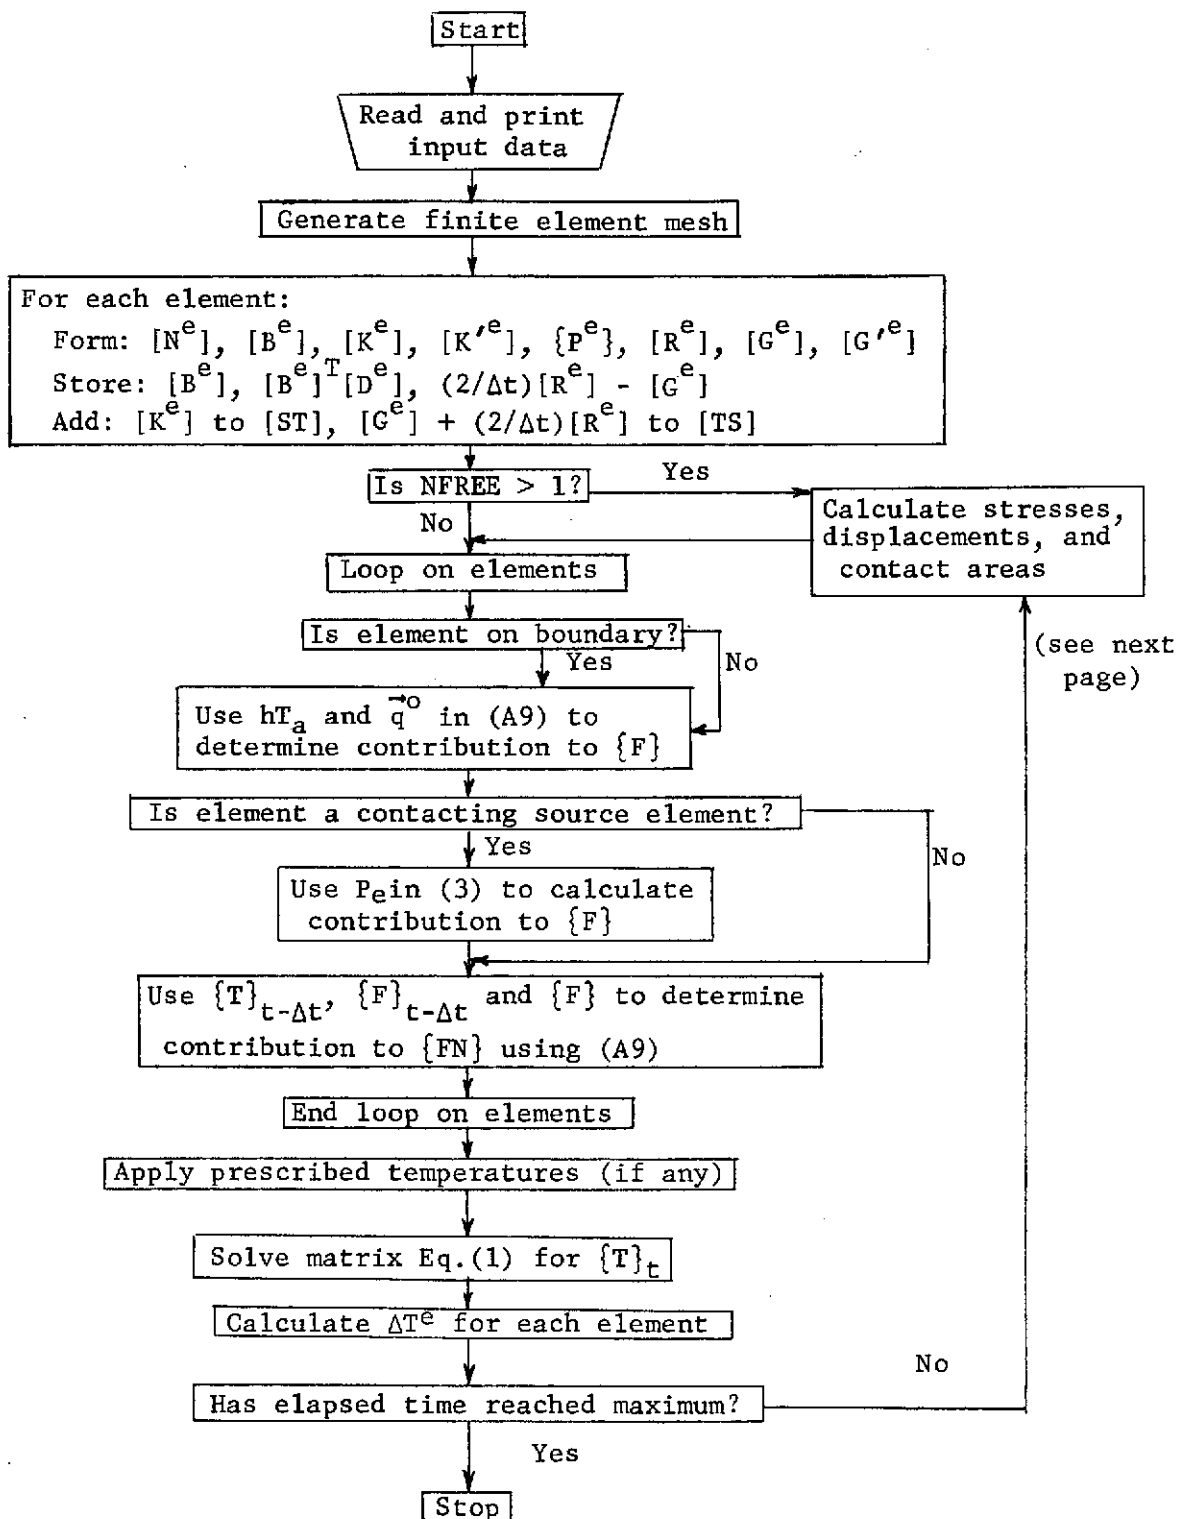 Start
Read and print
input data
Generate finite element mesh
For each element:
Form: [N^e], [B^e], [K^e], [K'^e], {P^e}, [R^e], [G^e], [G'^e]
Store: [B^e], [B^e]^T[D^e], (2/Δt)[R^e] - [G^e]
Add: [K^e] to [ST], [G^e] + (2/Δt)[R^e] to [TS]
Is NFREE > 1?
Yes
No
Calculate stresses,
displacements, and
contact areas
Loop on elements
Is element on boundary?
Yes
No
(see next
page)
Use hT_a and q⃗^o in (A9) to
determine contribution to {F}
Is element a contacting source element?
Yes
No
Use P_e in (3) to calculate
contribution to {F}
Use {T}_t-Δt, {F}_t-Δt and {F} to determine
contribution to {FN} using (A9)
End loop on elements
Apply prescribed temperatures (if any)
Solve matrix Eq.(1) for {T}_t
Calculate ΔT^e for each element
No
Has elapsed time reached maximum?
Yes
Stop